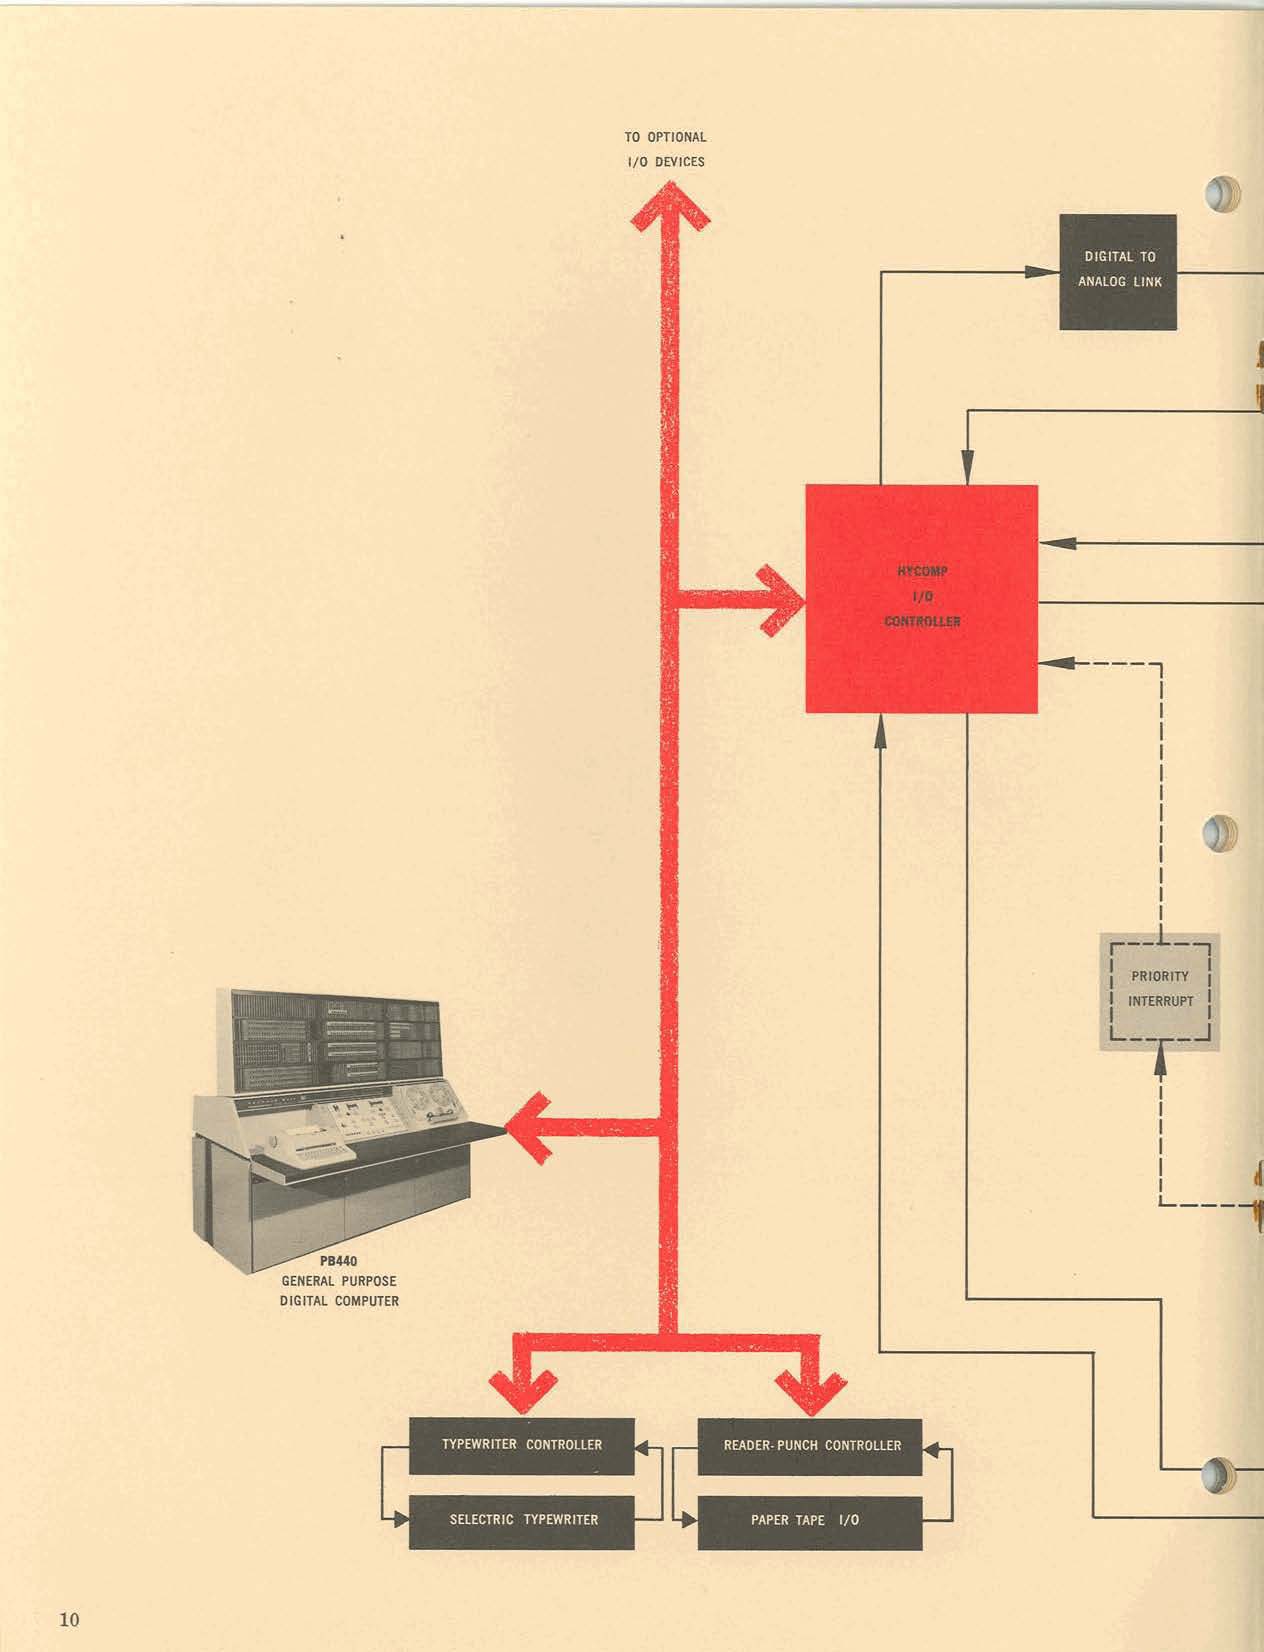 TO OPTIONAL
I/O DEVICES
DIGITAL TO
ANALOG LINK
HYCOMP
I/O
CONTROLLER
PRIORITY
INTERRUPT
PB440
GENERAL PURPOSE
DIGITAL COMPUTER
TYPEWRITER CONTROLLER
READER-PUNCH CONTROLLER
SELECTRIC TYPEWRITER
PAPER TAPE I/O
10